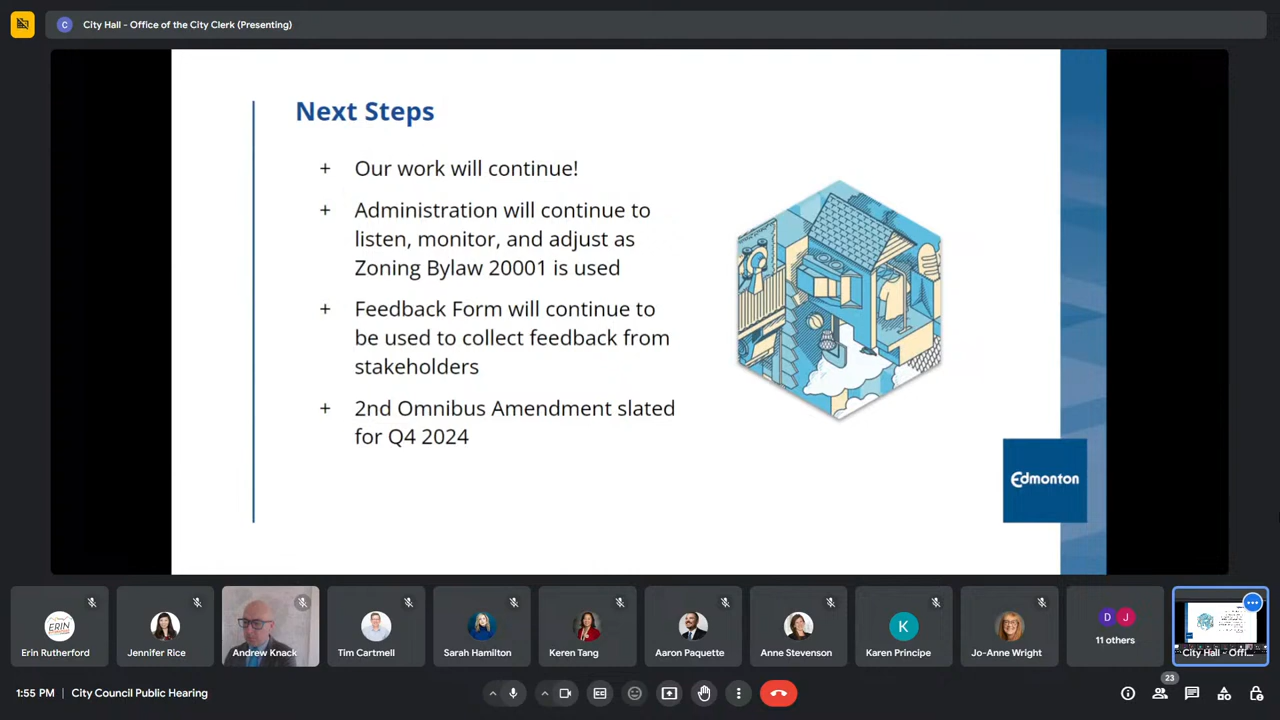 C
City Hall - Office of the City Clerk (Presenting)
Next Steps
+ Our work will continue!
+ Administration will continue to
listen, monitor, and adjust as
Zoning Bylaw 20001 is used
+ Feedback Form will continue to
be used to collect feedback from
stakeholders
+ 2nd Omnibus Amendment slated
for Q4 2024
Edmonton
ERIN
K
D J
Erin Rutherford
Jennifer Rice
Andrew Knack
Tim Cartmell
Sarah Hamilton
Keren Tang
Aaron Paquette
Anne Stevenson
Karen Principe
Jo-Anne Wright
11 others
City Hall - Offi...
1:55 PM | City Council Public Hearing
CC
23